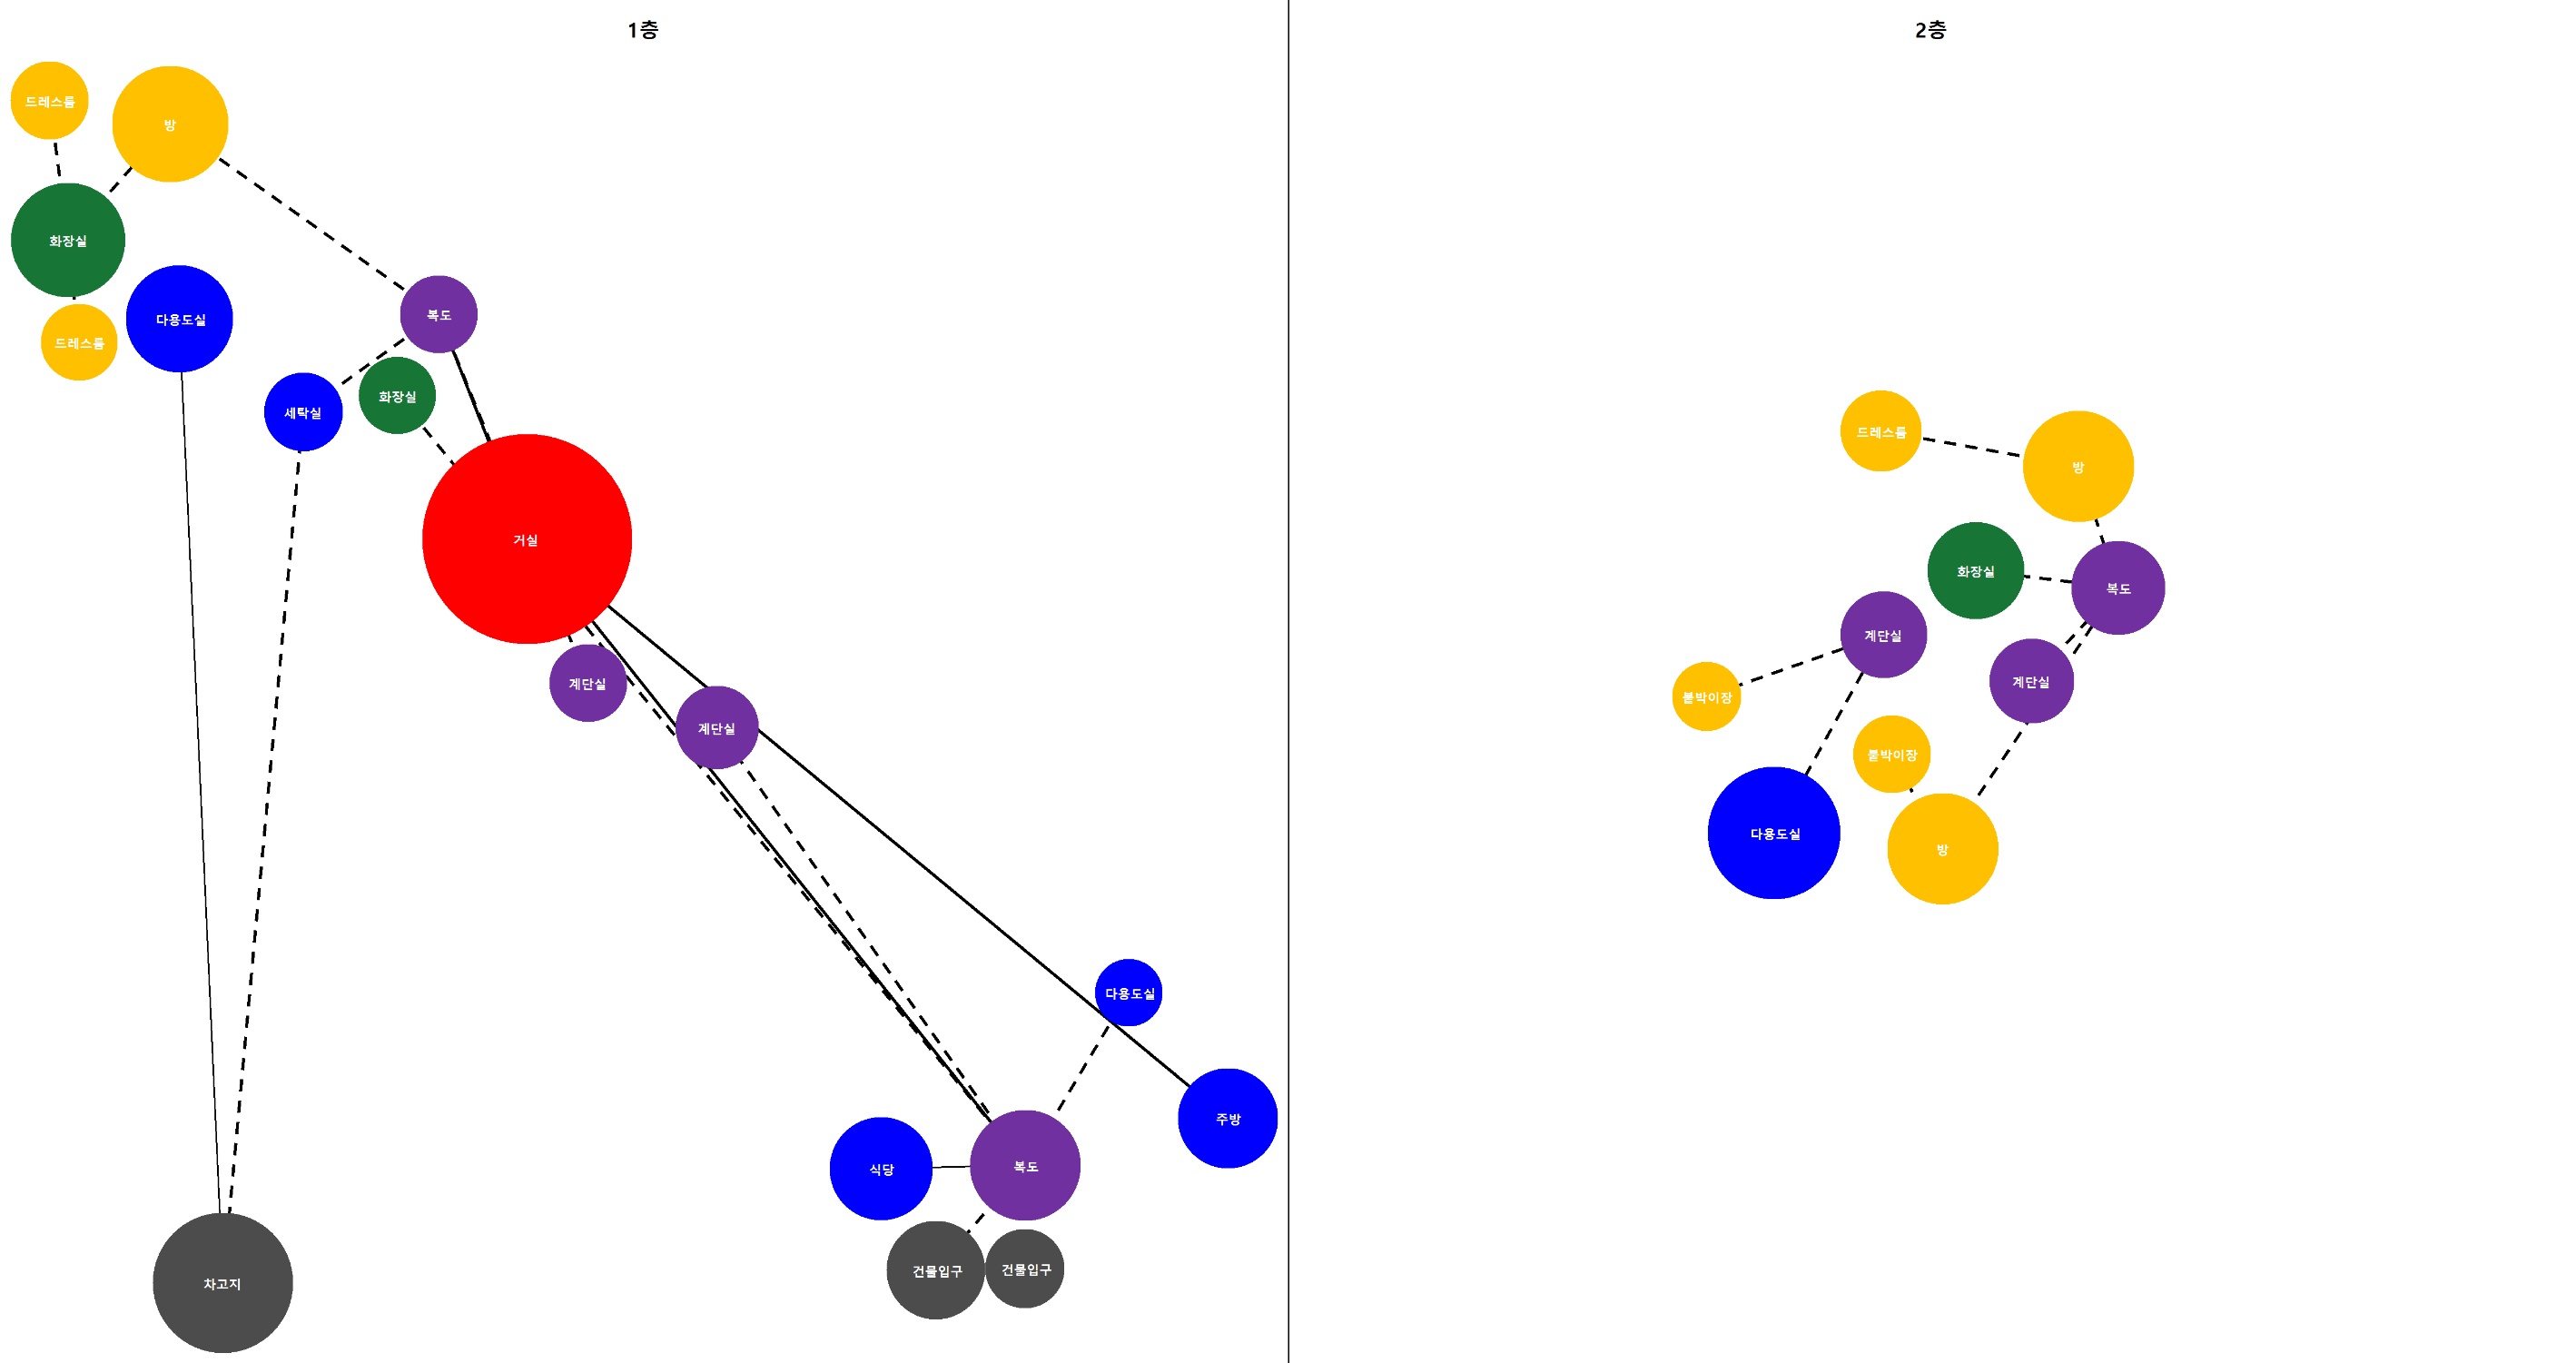 1층
드레스룸
방
화장실
복도
다용도실
드레스룸
화장실
세탁실
거실
계단실
계단실
다용도실
주방
식당
복도
건물입구
건물입구
차고지
2층
드레스룸
방
화장실
복도
계단실
계단실
붙박이장
붙박이장
다용도실
방